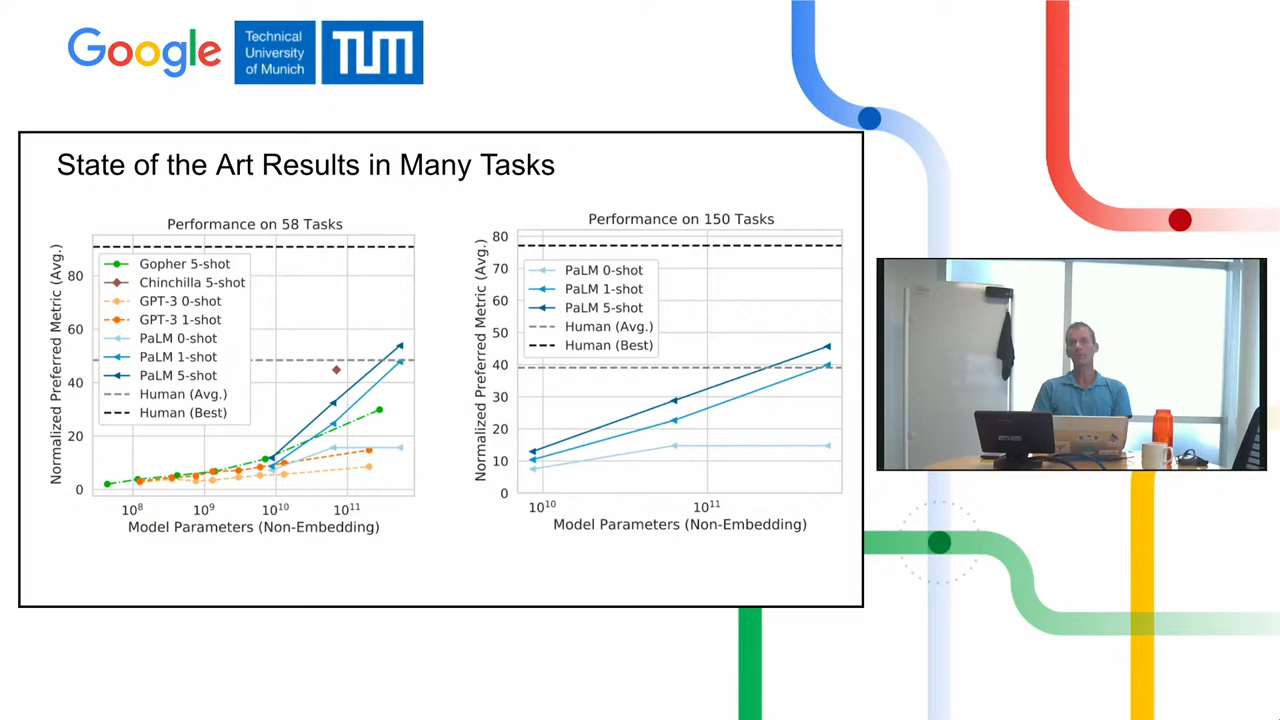 Google
Technical
University
of Munich
TUM
State of the Art Results in Many Tasks
Performance on 58 Tasks
Normalized Preferred Metric (Avg.)
80
60
40
20
0
Gopher 5-shot
Chinchilla 5-shot
GPT-3 0-shot
GPT-3 1-shot
PaLM 0-shot
PaLM 1-shot
PaLM 5-shot
Human (Avg.)
Human (Best)
10⁸ 10⁹ 10¹⁰ 10¹¹
Model Parameters (Non-Embedding)
Performance on 150 Tasks
Normalized Preferred Metric (Avg.)
80
70
60
50
40
30
20
10
0
PaLM 0-shot
PaLM 1-shot
PaLM 5-shot
Human (Avg.)
Human (Best)
10¹⁰ 10¹¹
Model Parameters (Non-Embedding)